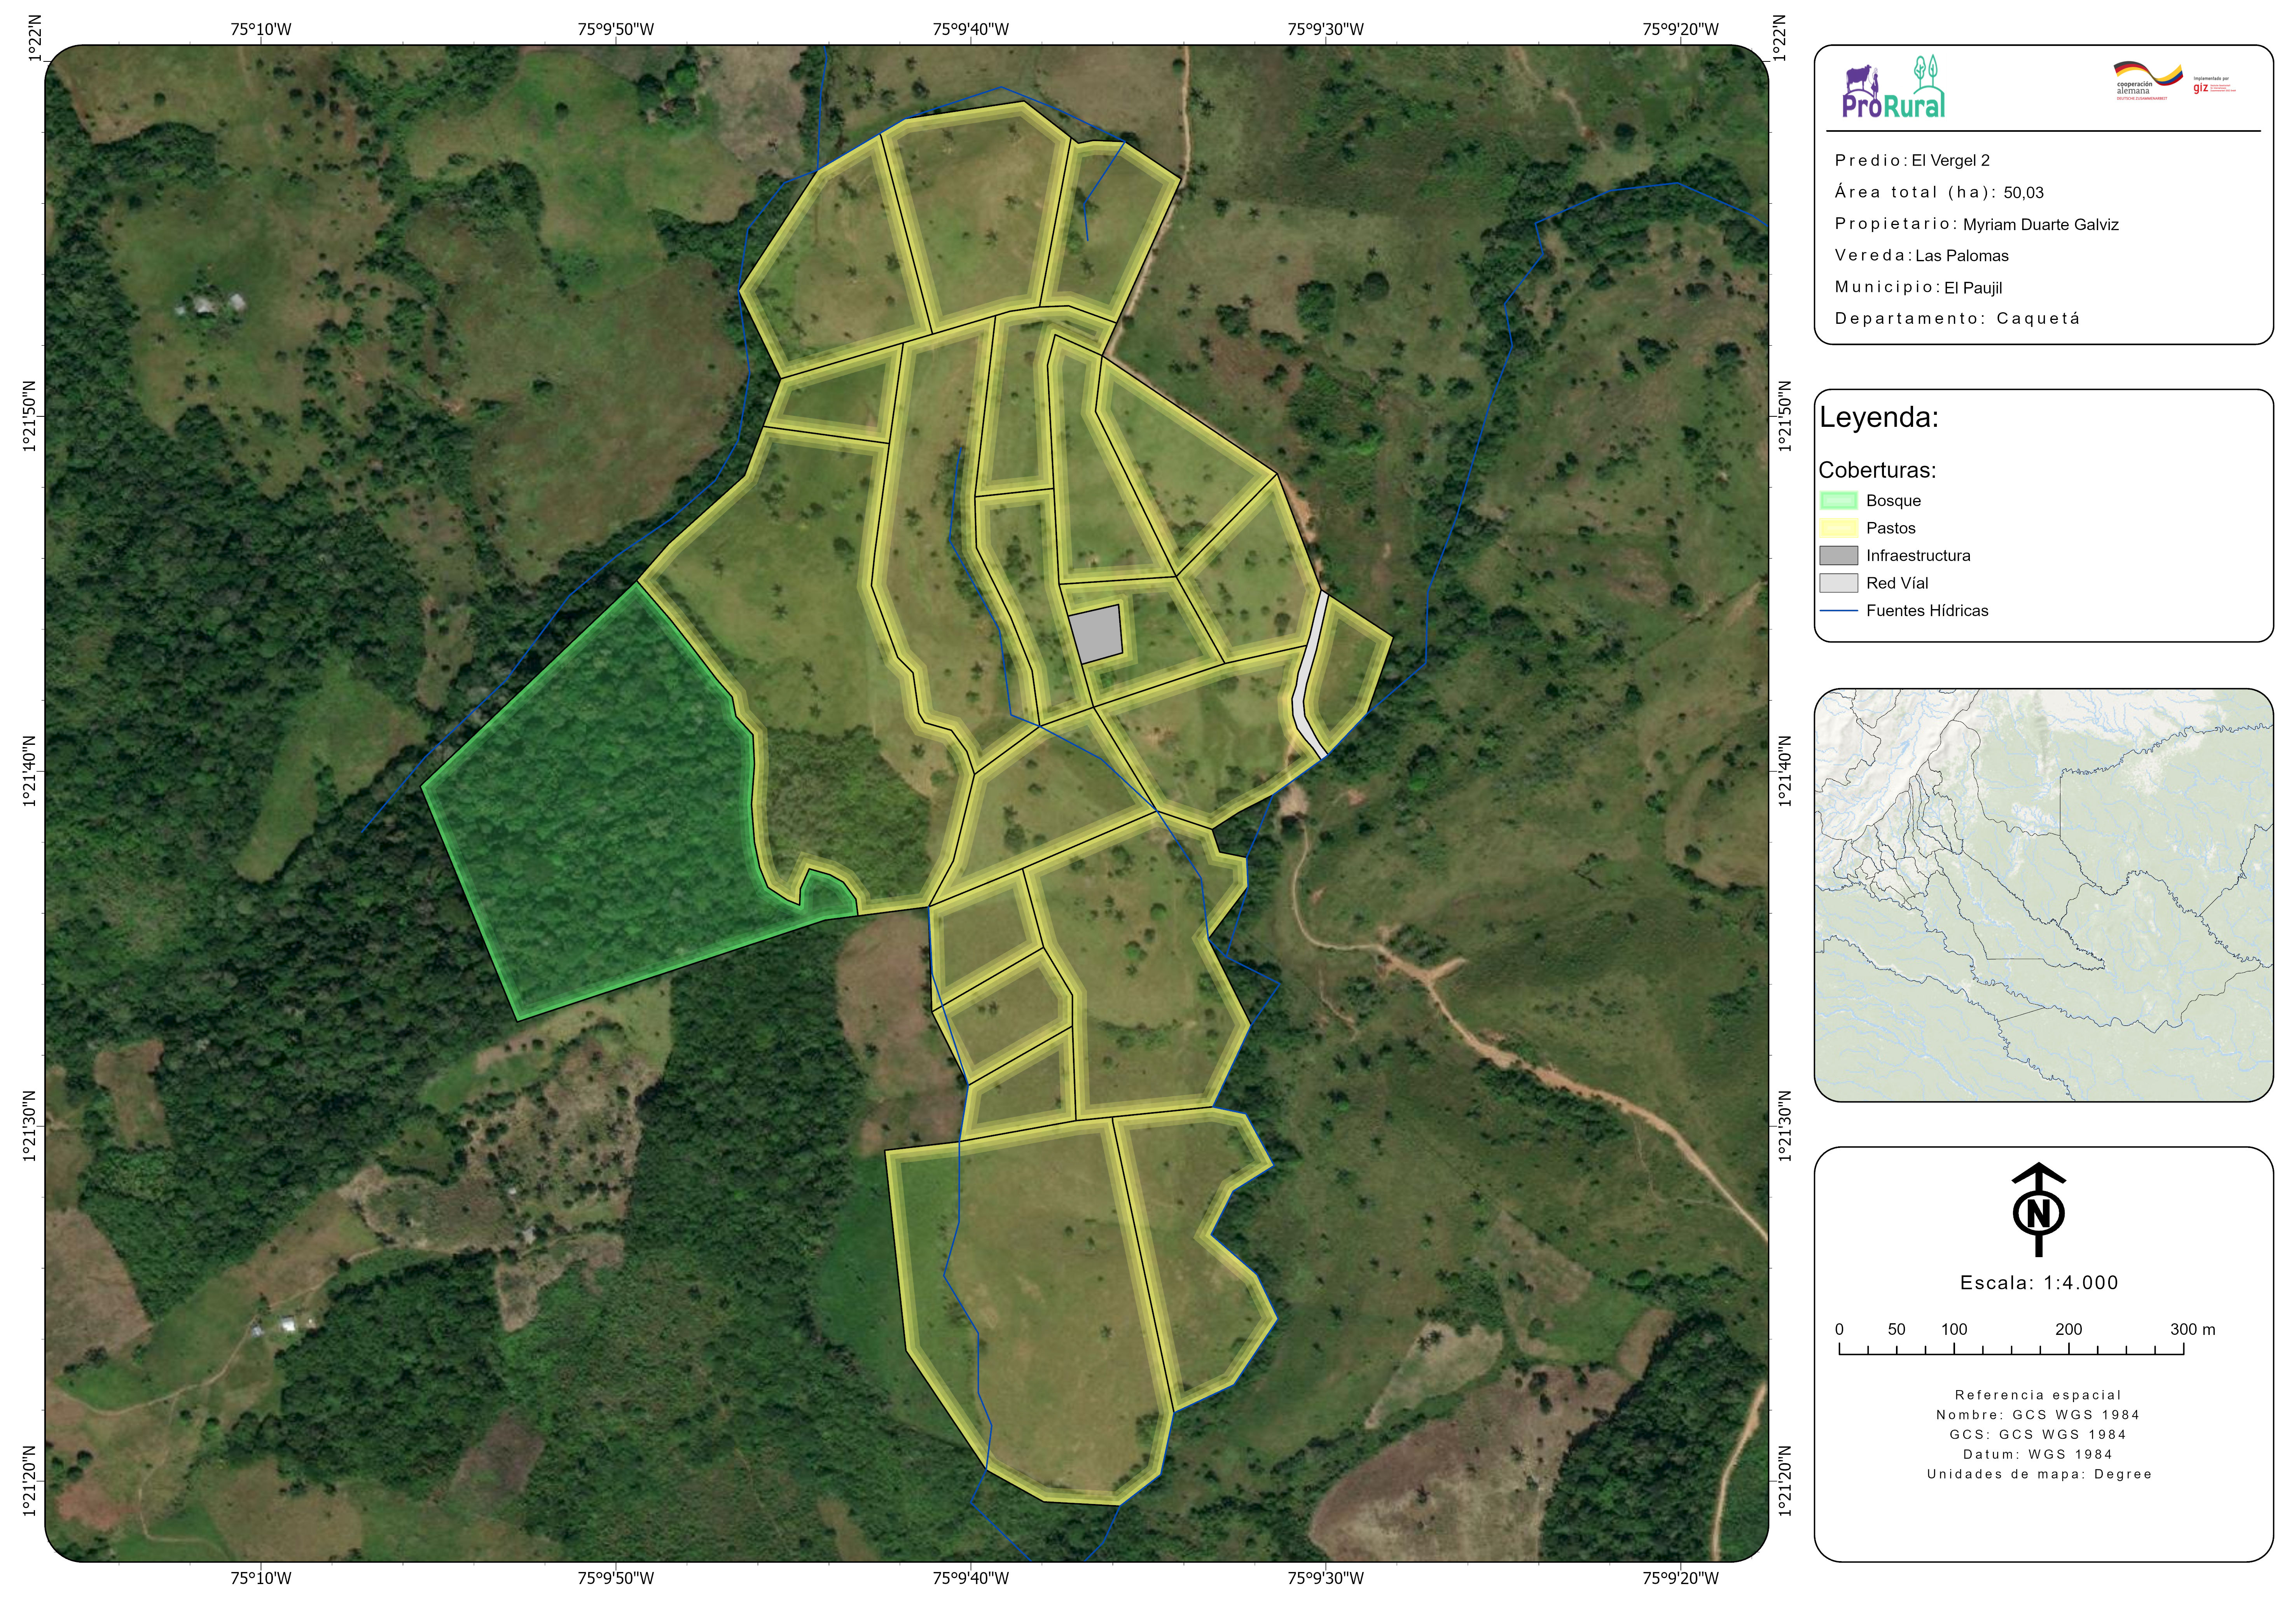 75°10'W 75°9'50"W 75°9'40"W 75°9'30"W 75°9'20"W
1°22'N 1°22'N
1°21'50"N 1°21'50"N
1°21'40"N 1°21'40"N
1°21'30"N 1°21'30"N
1°21'20"N 1°21'20"N
75°10'W 75°9'50"W 75°9'40"W 75°9'30"W 75°9'20"W
ProRural
cooperación
alemana
DEUTSCHE ZUSAMMENARBEIT
Implementada por
giz
Predio: El Vergel 2
Área total (ha): 50,03
Propietario: Myriam Duarte Galviz
Vereda: Las Palomas
Municipio: El Paujil
Departamento: Caquetá
Leyenda:
Coberturas:
Bosque
Pastos
Infraestructura
Red Víal
Fuentes Hídricas
N
Escala: 1:4.000
0 50 100 200 300 m
Referencia espacial
Nombre: GCS WGS 1984
GCS: GCS WGS 1984
Datum: WGS 1984
Unidades de mapa: Degree